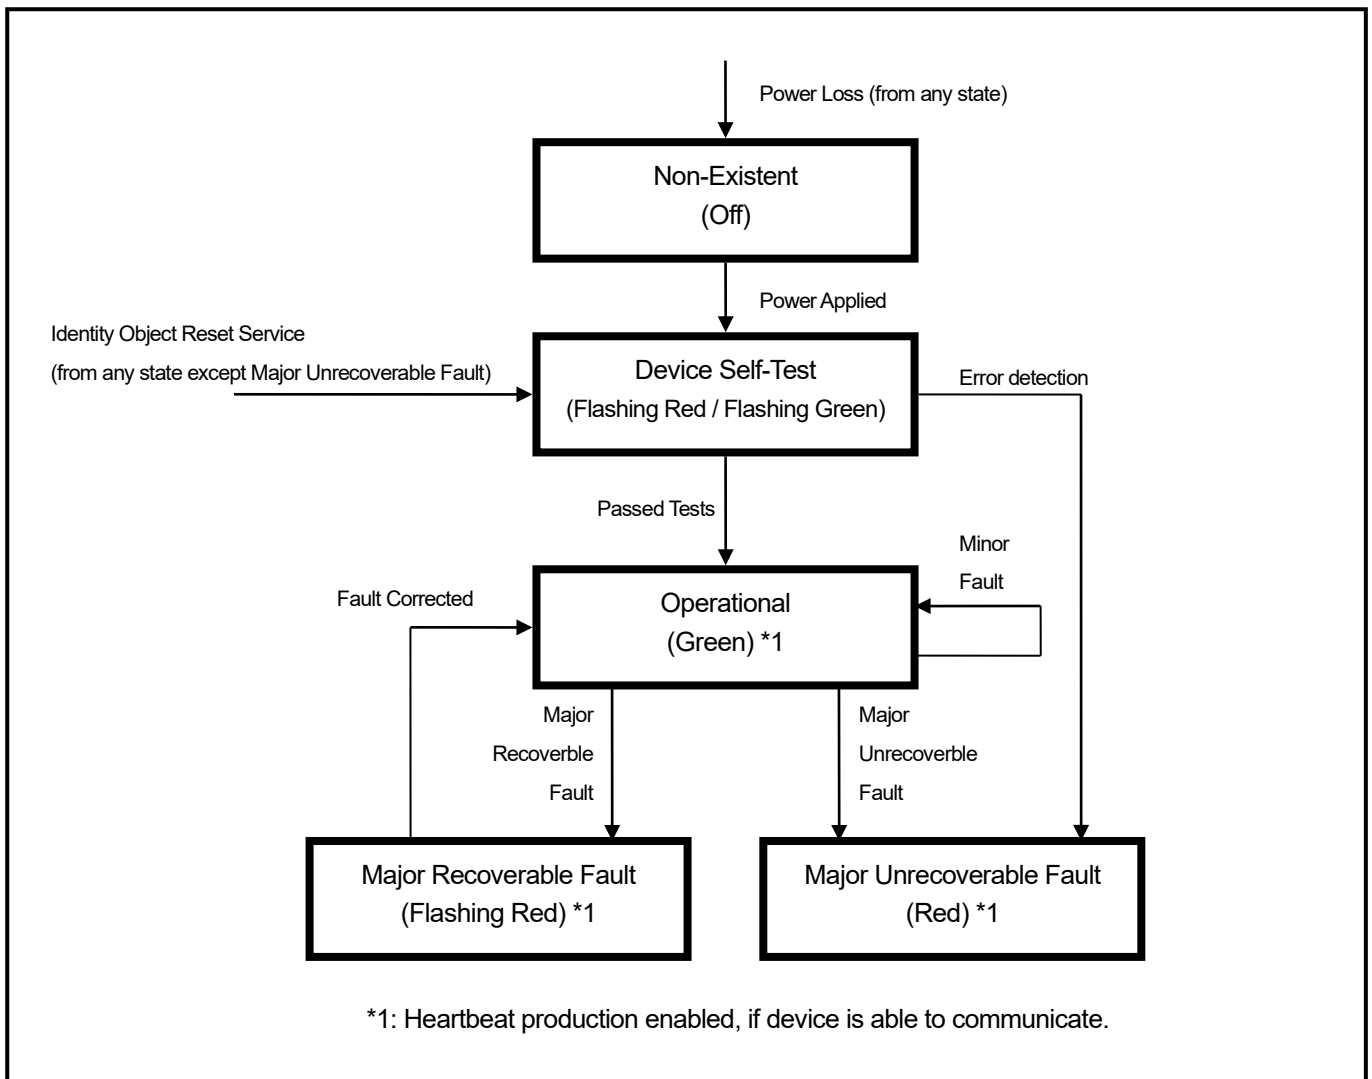 Power Loss (from any state)
Non-Existent
(Off)
Power Applied
Identity Object Reset Service
(from any state except Major Unrecoverable Fault)
Device Self-Test
(Flashing Red / Flashing Green)
Error detection
Passed Tests
Minor
Fault
Fault Corrected
Operational
(Green) *1
Major
Recoverble
Fault
Major
Unrecoverble
Fault
Major Recoverable Fault
(Flashing Red) *1
Major Unrecoverable Fault
(Red) *1
*1: Heartbeat production enabled, if device is able to communicate.